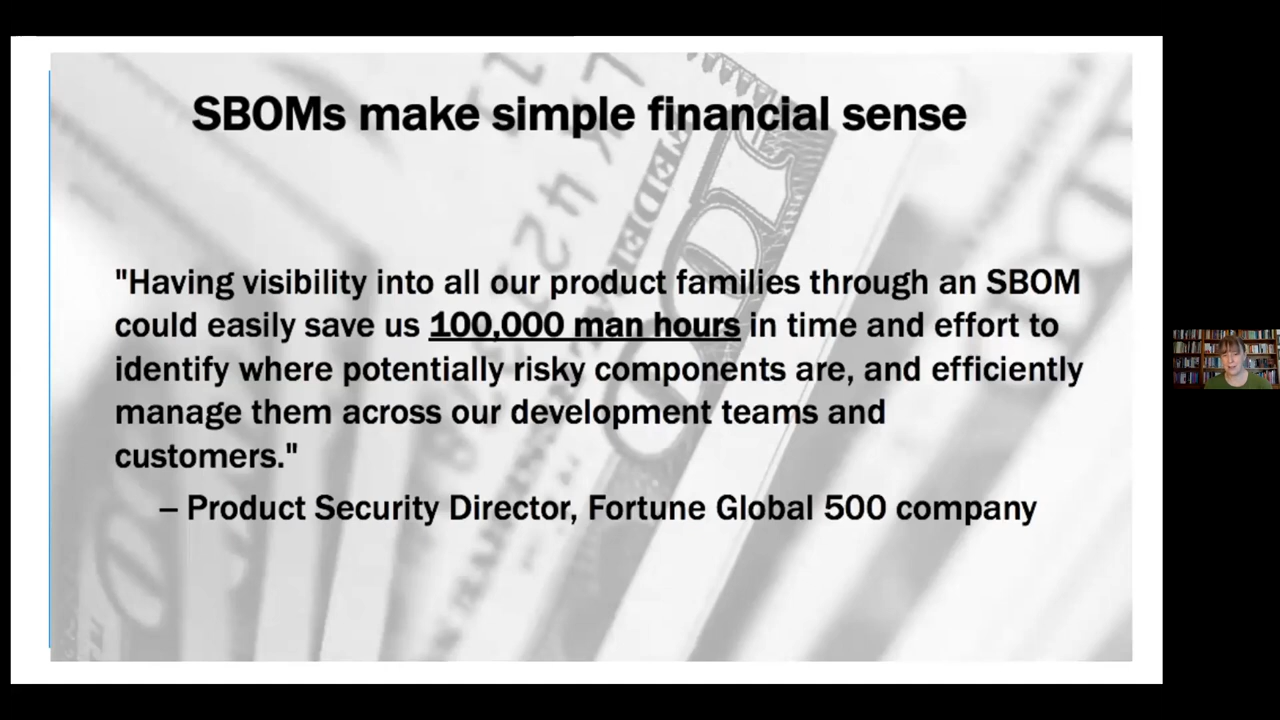 SBOMs make simple financial sense
"Having visibility into all our product families through an SBOM
could easily save us 100,000 man hours in time and effort to
identify where potentially risky components are, and efficiently
manage them across our development teams and
customers."
– Product Security Director, Fortune Global 500 company